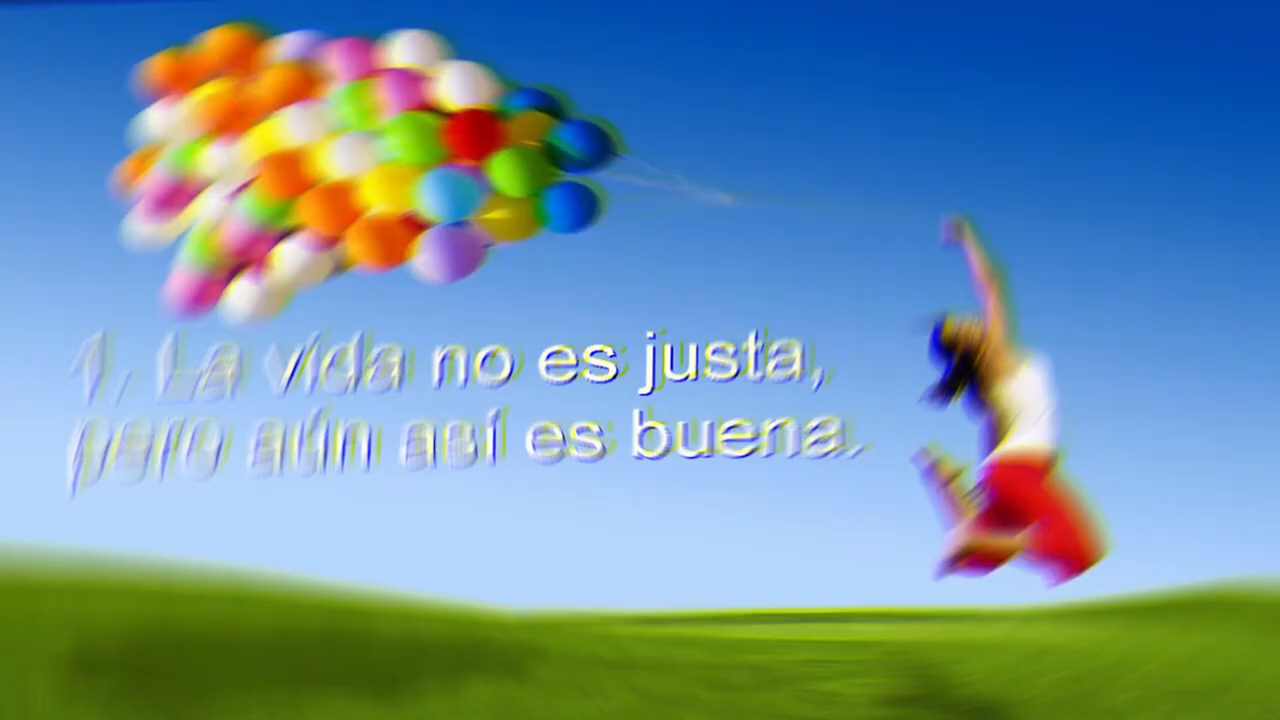 1. La vida no es justa,
pero aún así es buena.